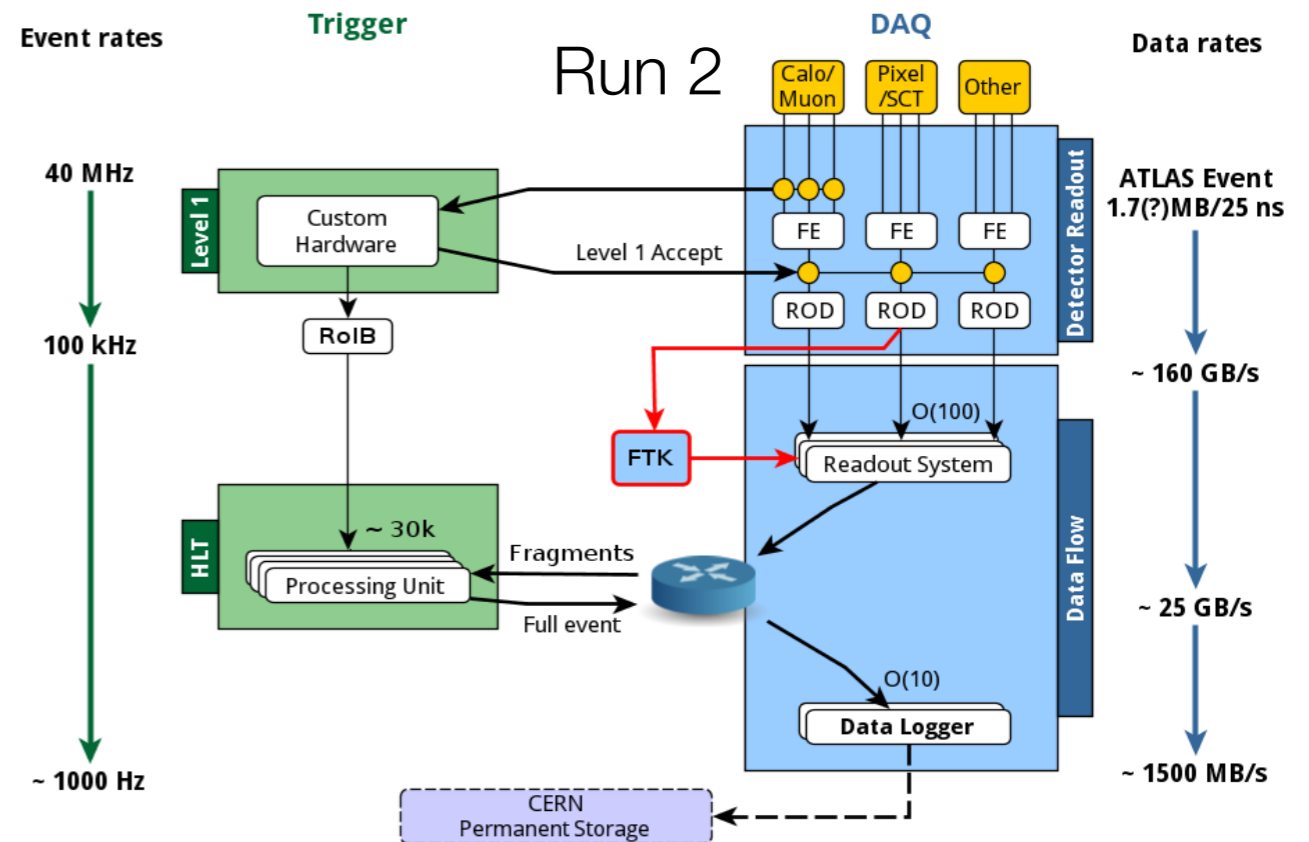 Event rates
Trigger
Run 2
DAQ
Data rates
Calo/
Muon
Pixel
/SCT
Other
40 MHz
Level 1
Custom
Hardware
Level 1 Accept
FE
FE
FE
ROD
ROD
ROD
Detector Readout
ATLAS Event
1.7(?)MB/25 ns
RoIB
100 kHz
~ 160 GB/s
FTK
O(100)
Readout System
Data Flow
HLT
~ 30k
Processing Unit
Fragments
Full event
~ 25 GB/s
O(10)
Data Logger
~ 1000 Hz
~ 1500 MB/s
CERN
Permanent Storage